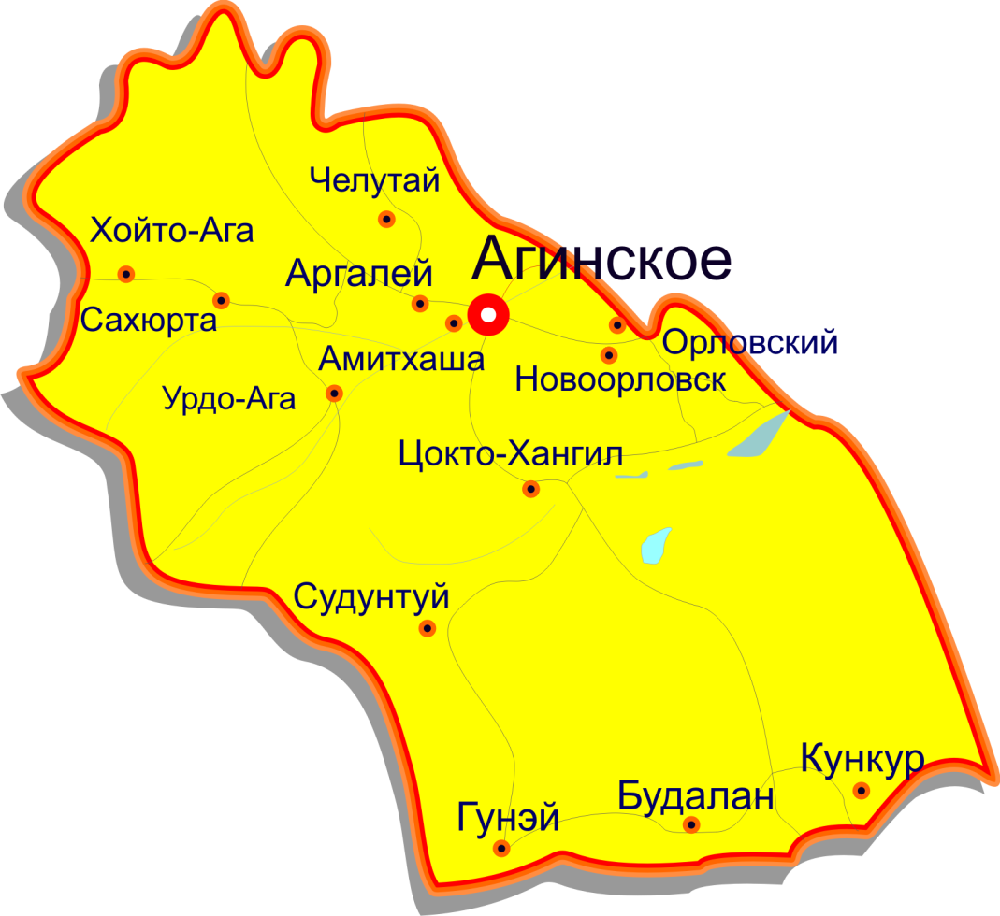 Челутай
Хойто-Ага
Агинское
Аргалей
Сахюрта
Орловский
Амитхаша
Новоорловск
Урдо-Ага
Цокто-Хангил
Судунтуй
Кункур
Будалан
Гунэй